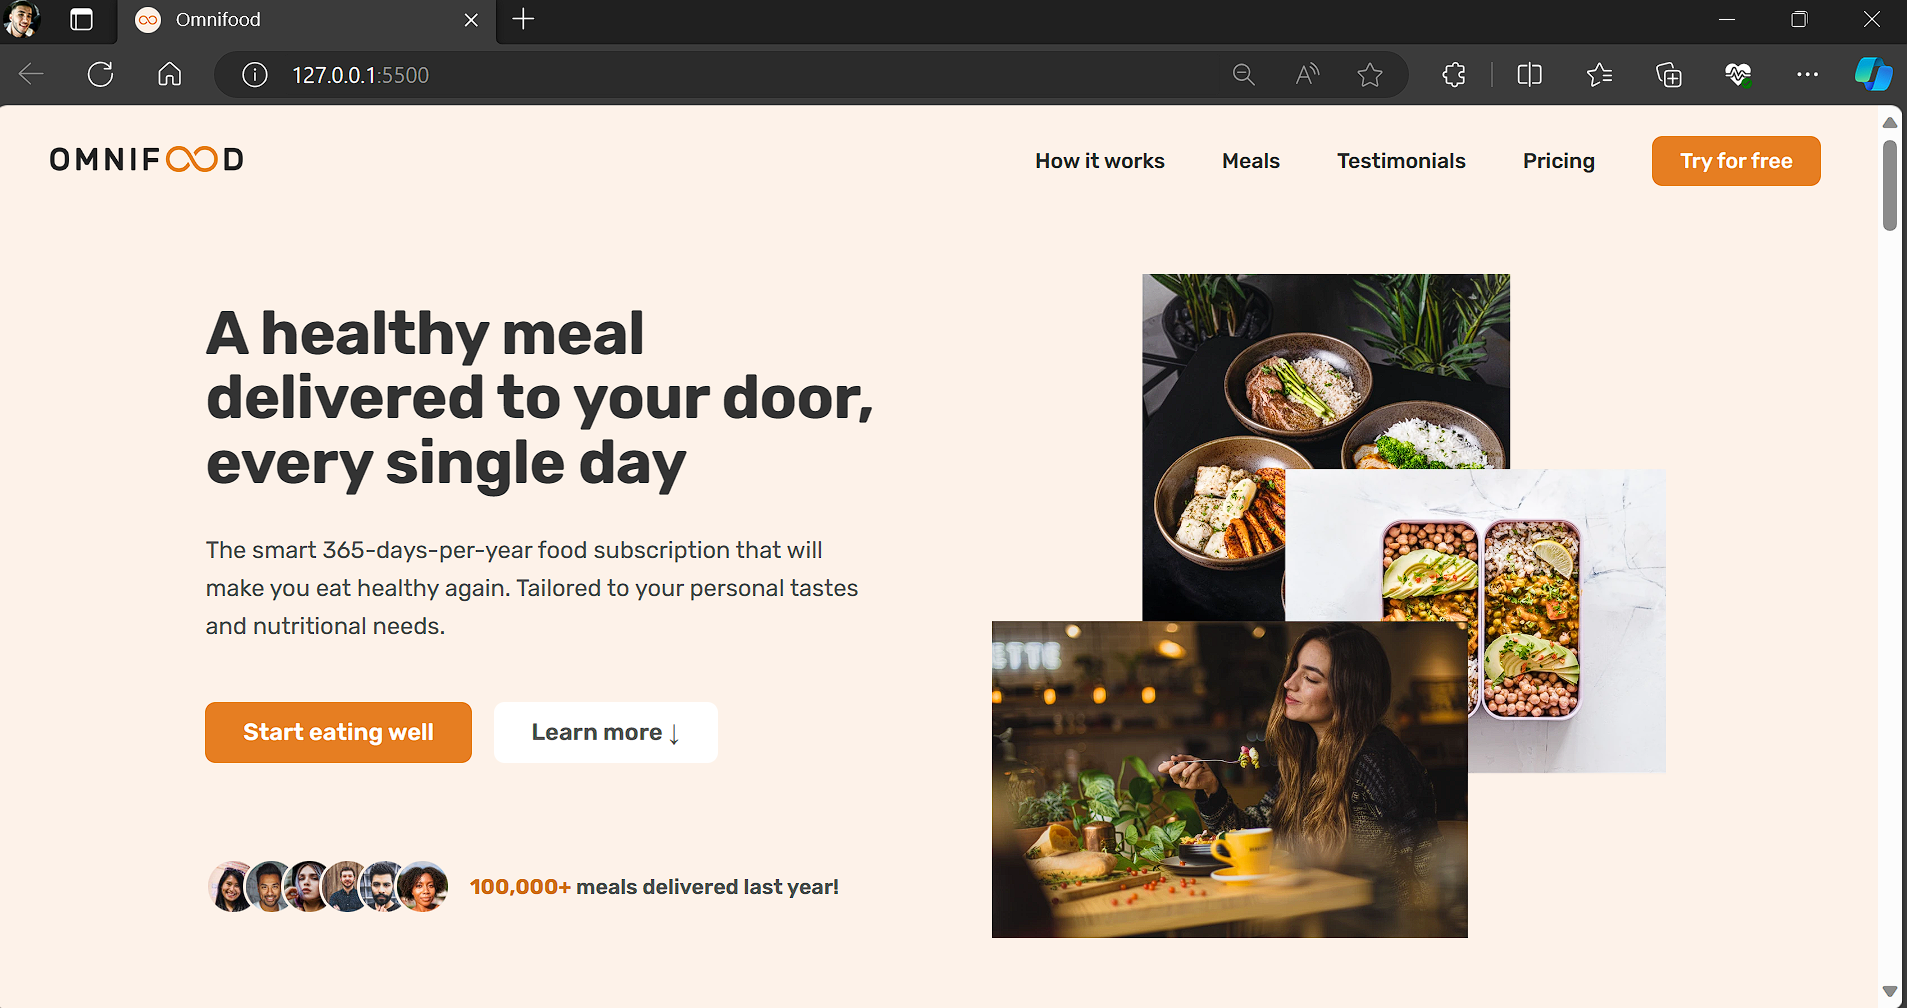 Omnifood
127.0.0.1:5500
OMNIFOOD
How it works
Meals
Testimonials
Pricing
Try for free
A healthy meal
delivered to your door,
every single day
The smart 365-days-per-year food subscription that will
make you eat healthy again. Tailored to your personal tastes
and nutritional needs.
Start eating well
Learn more ↓
ETTE
100,000+ meals delivered last year!